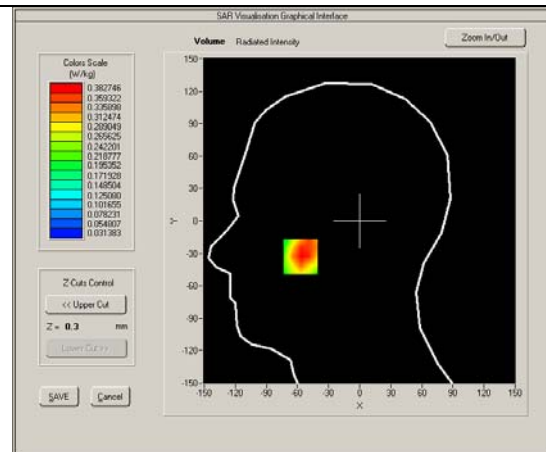 SAR Visualisation Graphical Interface
Volume Radiated Intensity
Zoom In/Out
Colors Scale
(W/kg)
0.382746
0.359322
0.335898
0.312474
0.289049
0.265625
0.242201
0.218777
0.195352
0.171928
0.148504
0.125080
0.101655
0.078231
0.054807
0.031383
Z Cuts Control
<< Upper Cut
Z = 0.3 mm
Lower Cut >>
SAVE Cancel
150
120
90
60
30
0
-30
-60
-90
-120
-150
Y
-150 -120 -90 -60 -30 0 30 60 90 120 150
X